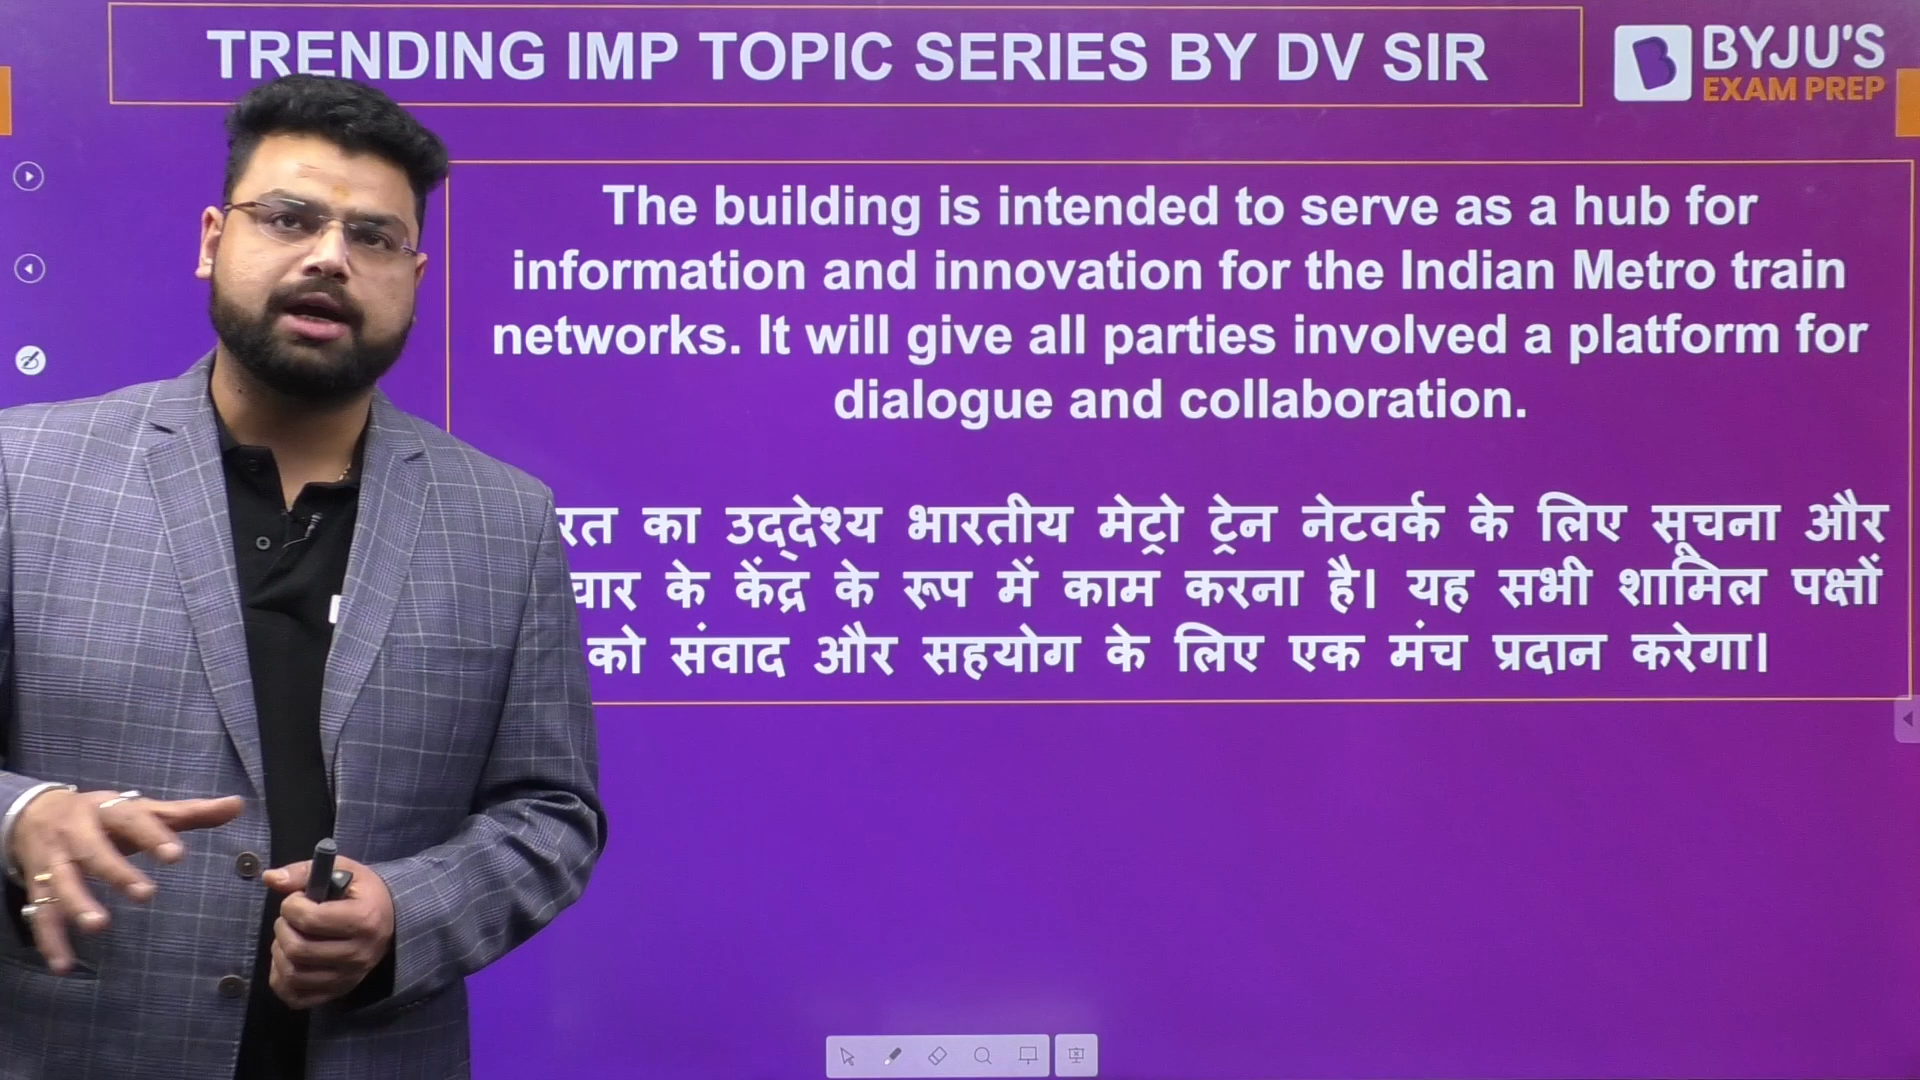 TRENDING IMP TOPIC SERIES BY DV SIR
BYJU'S
EXAM PREP
The building is intended to serve as a hub for
information and innovation for the Indian Metro train
networks. It will give all parties involved a platform for
dialogue and collaboration.
का उद्देश्य भारतीय मेट्रो ट्रेन नेटवर्क के लिए सूचना और
के केंद्र के रूप में काम करना है। यह सभी शामिल पक्षों
को संवाद और सहयोग के लिए एक मंच प्रदान करेगा।